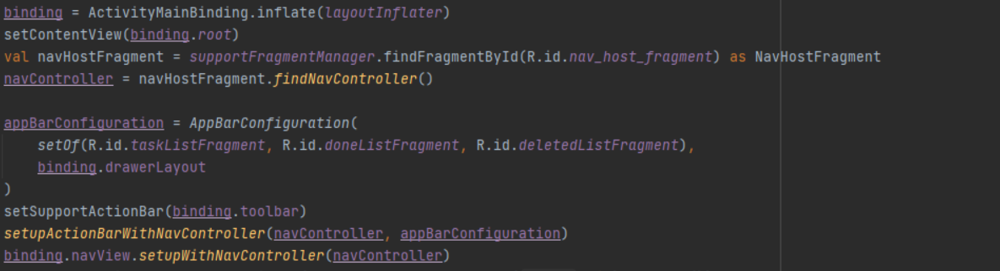 binding = ActivityMainBinding.inflate(layoutInflater)
setContentView(binding.root)
val navHostFragment = supportFragmentManager.findFragmentById(R.id.nav_host_fragment) as NavHostFragment
navController = navHostFragment.findNavController()
appBarConfiguration = AppBarConfiguration(
setOf(R.id.taskListFragment, R.id.doneListFragment, R.id.deletedListFragment),
binding.drawerLayout
)
setSupportActionBar(binding.toolbar)
setupActionBarWithNavController(navController, appBarConfiguration)
binding.navView.setupWithNavController(navController)